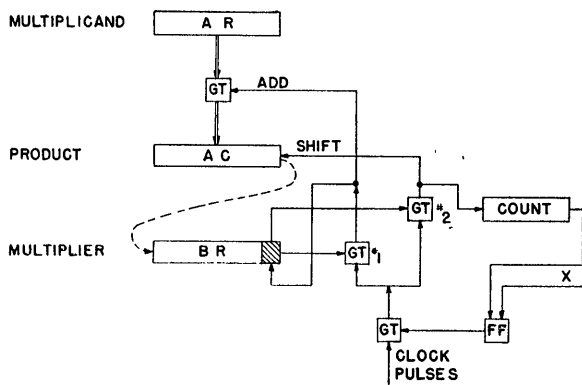 MULTIPLICAND
A R
GT
ADD
PRODUCT
A C
SHIFT
GT #2
COUNT
MULTIPLIER
B R
GT #1
X
GT
FF
CLOCK
PULSES